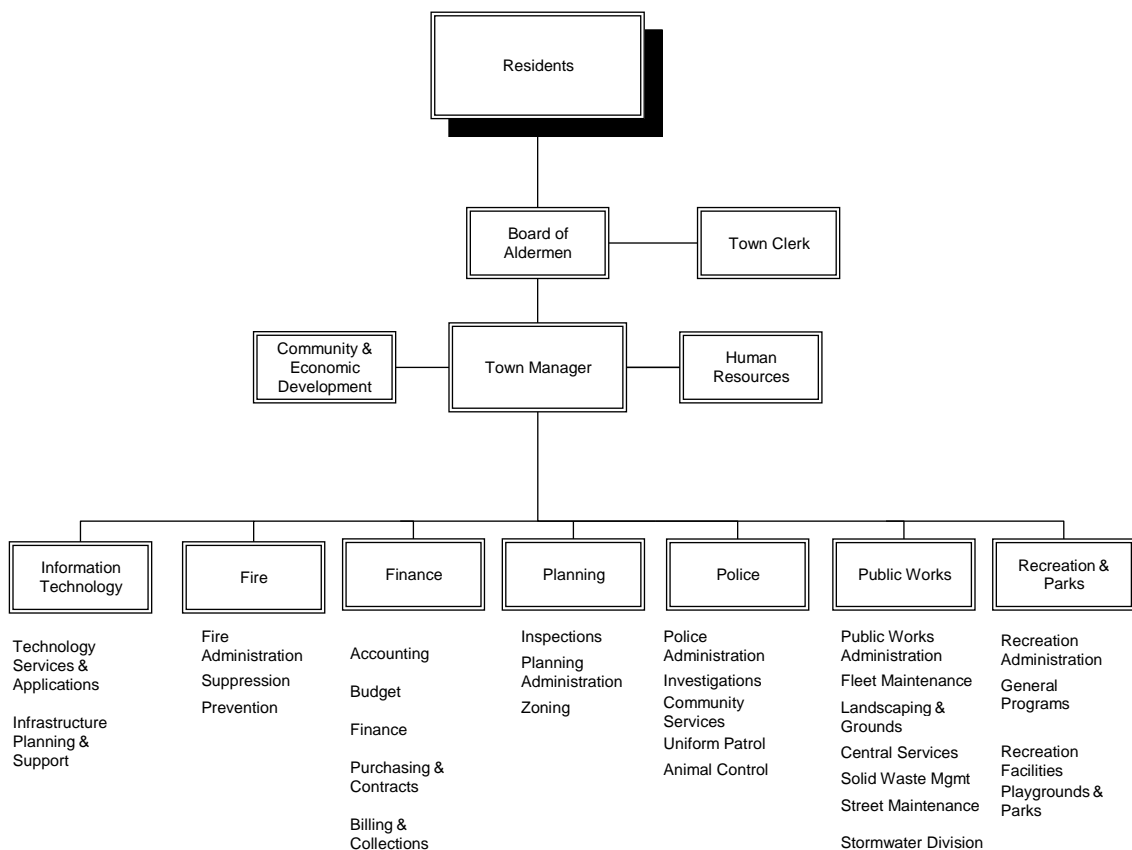 Residents
Board of
Aldermen
Town Clerk
Community &
Economic
Development
Town Manager
Human
Resources
Information
Technology
Fire
Finance
Planning
Police
Public Works
Recreation &
Parks
Technology
Services &
Applications
Infrastructure
Planning &
Support
Fire
Administration
Suppression
Prevention
Accounting
Budget
Finance
Purchasing &
Contracts
Billing &
Collections
Inspections
Planning
Administration
Zoning
Police
Administration
Investigations
Community
Services
Uniform Patrol
Animal Control
Public Works
Administration
Fleet Maintenance
Landscaping &
Grounds
Central Services
Solid Waste Mgmt
Street Maintenance
Stormwater Division
Recreation
Administration
General
Programs
Recreation
Facilities
Playgrounds &
Parks